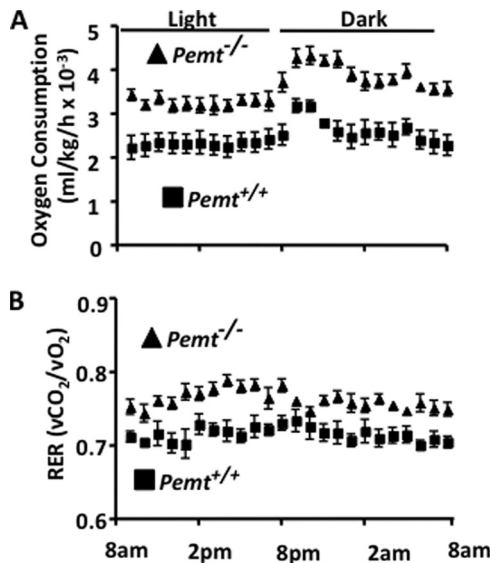 A
Light
Dark
Pemt-/-
Oxygen Consumption
(ml/kg/h x 10-3)
5
4
3
2
1
0
Pemt+/+
B
RER (vCO2/vO2)
0.9
0.8
0.7
0.6
Pemt-/-
Pemt+/+
8am
2pm
8pm
2am
8am